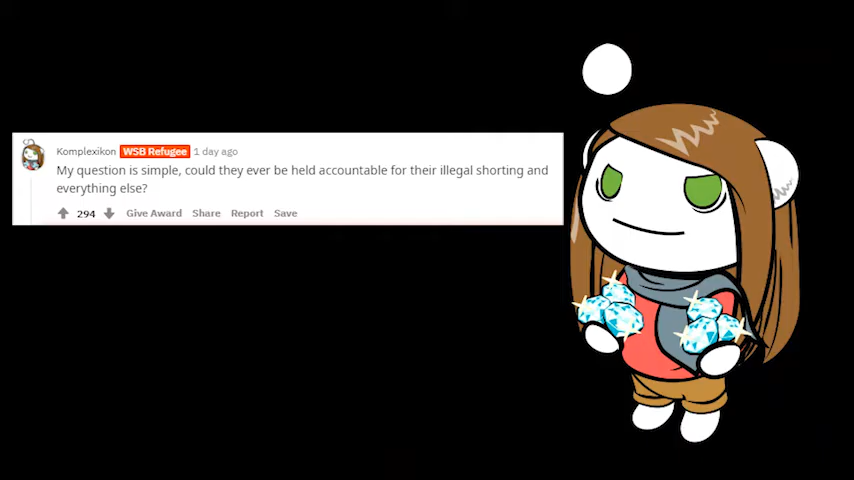 Komplexikon WSB Refugee 1 day ago
My question is simple, could they ever be held accountable for their illegal shorting and
everything else?
294 Give Award Share Report Save